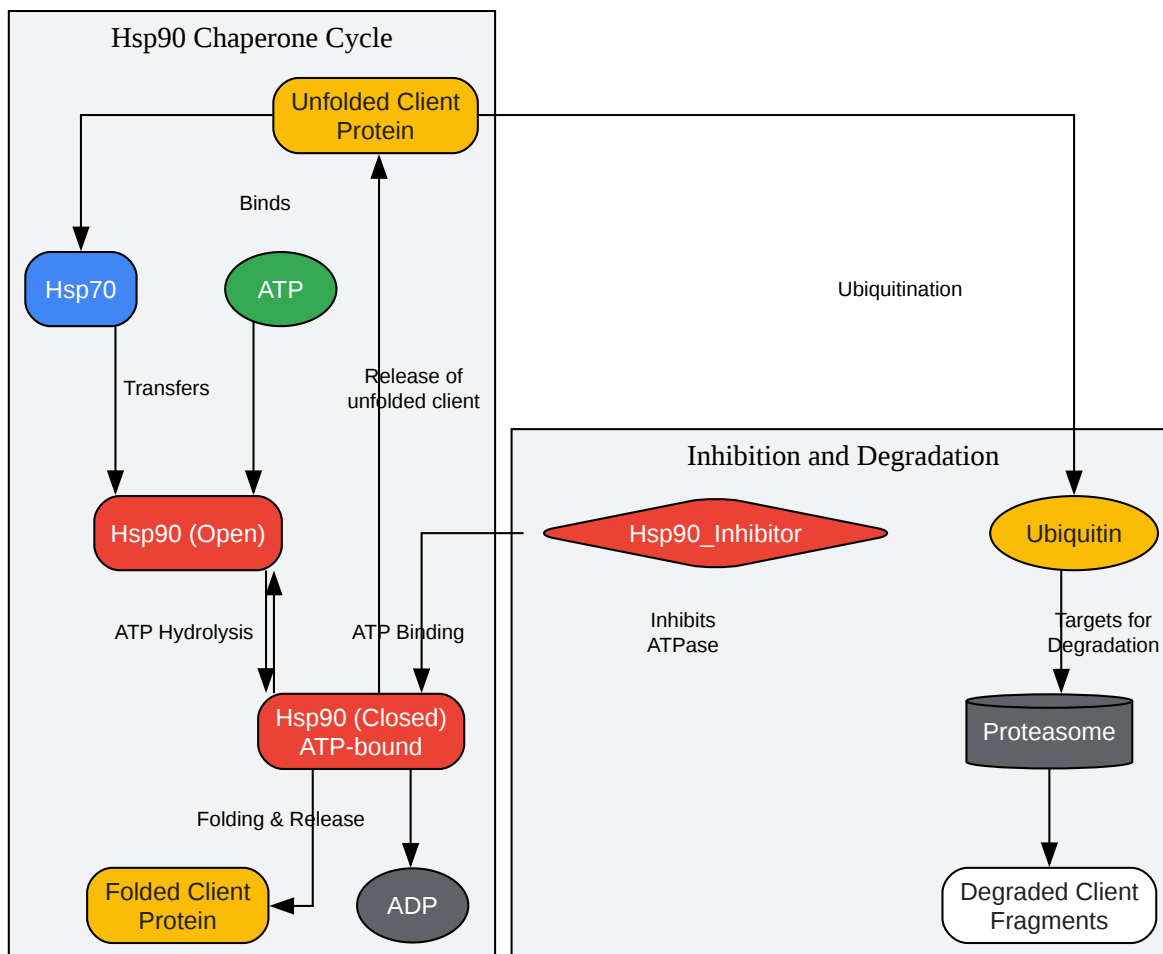 Hsp90 Chaperone Cycle
Unfolded Client
Protein
Binds
Hsp70
ATP
Ubiquitination
Transfers
Release of
unfolded client
Inhibition and Degradation
Hsp90 (Open)
Hsp90_Inhibitor
Ubiquitin
ATP Hydrolysis
ATP Binding
Inhibits
ATPase
Targets for
Degradation
Hsp90 (Closed)
ATP-bound
Proteasome
Folding & Release
Folded Client
Protein
ADP
Degraded Client
Fragments